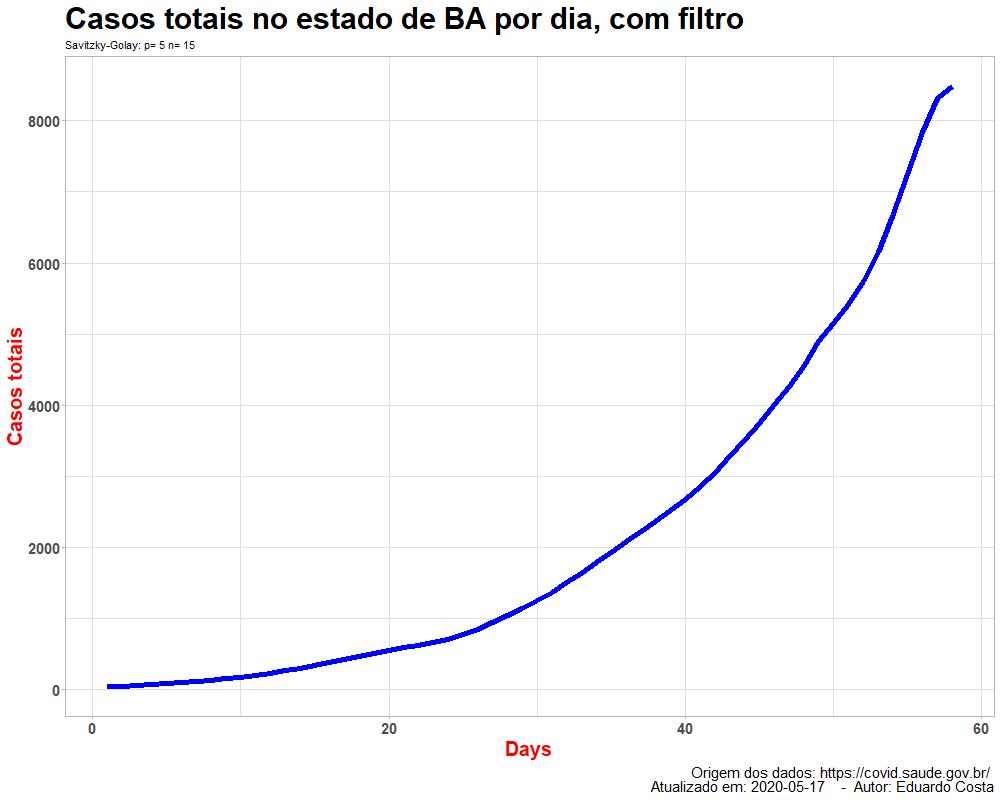 Casos totais no estado de BA por dia, com filtro
Savitzky-Golay: p= 5 n= 15
8000
6000
4000
2000
0
Casos totais
0 20 40 60
Days
Origem dos dados: https://covid.saude.gov.br/
Atualizado em: 2020-05-17 - Autor: Eduardo Costa